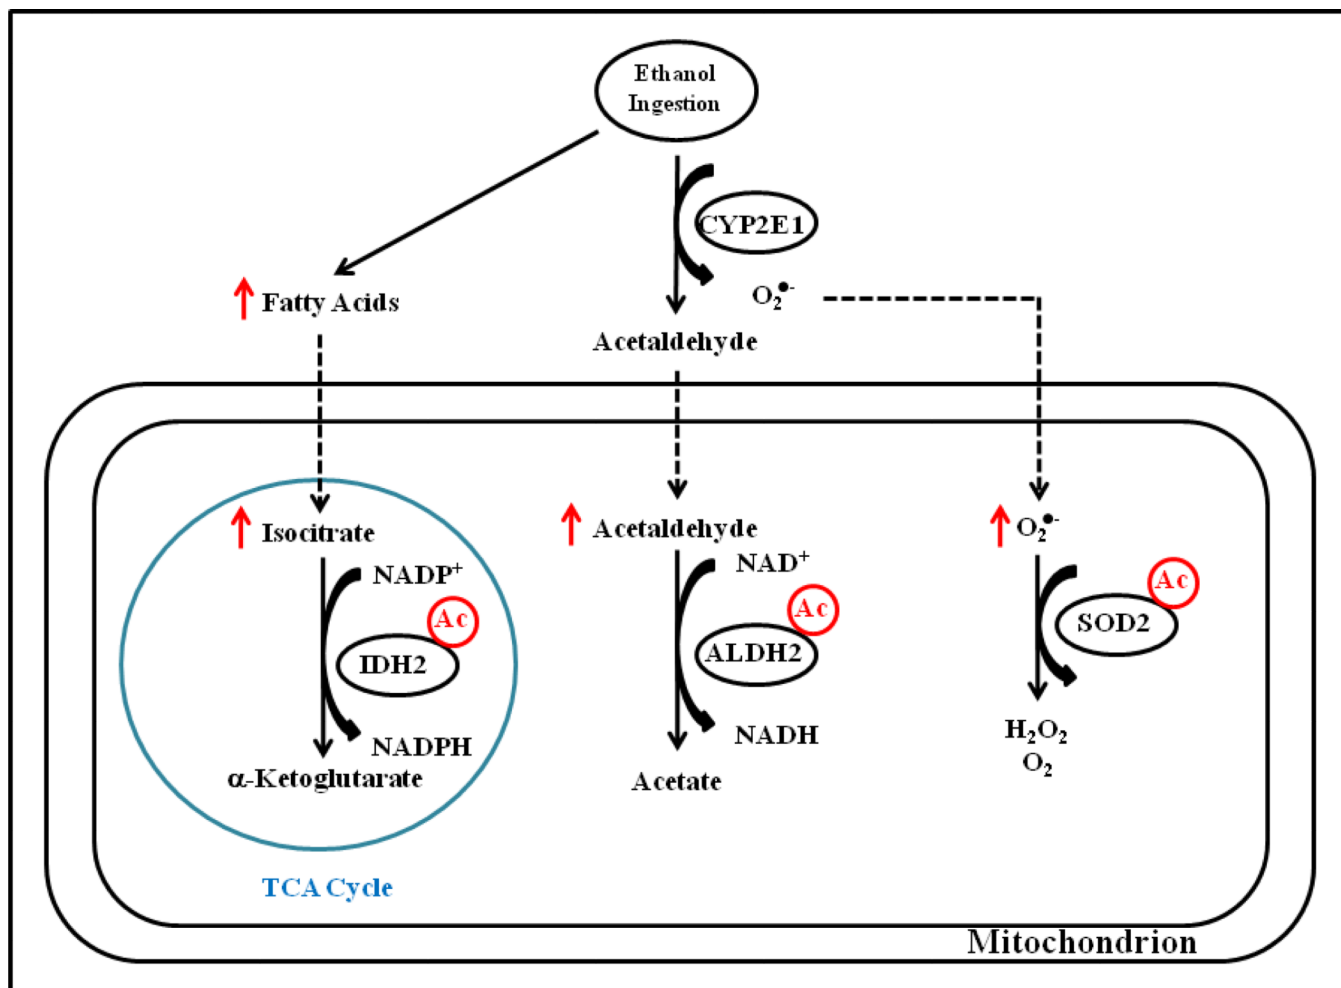 Ethanol
Ingestion
CYP2E1
O₂•-
Fatty Acids
Acetaldehyde
Isocitrate
NADP⁺
Ac
IDH2
NADPH
α-Ketoglutarate
TCA Cycle
Acetaldehyde
NAD⁺
Ac
ALDH2
NADH
Acetate
O₂•-
Ac
SOD2
H₂O₂
O₂
Mitochondrion